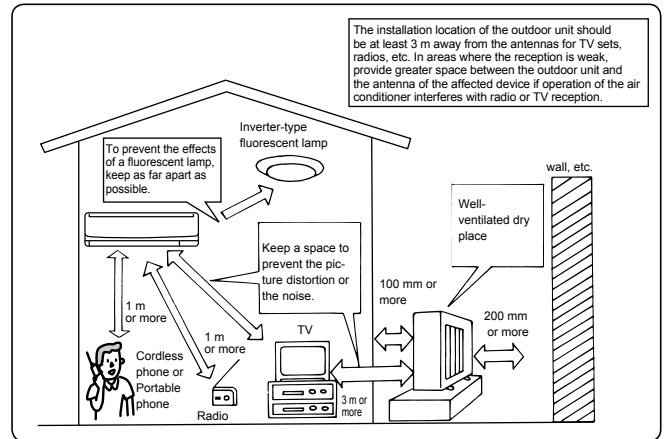 The installation location of the outdoor unit should
be at least 3 m away from the antennas for TV sets,
radios, etc. In areas where the reception is weak,
provide greater space between the outdoor unit and
the antenna of the affected device if operation of the air
conditioner interferes with radio or TV reception.
Inverter-type
fluorescent lamp
To prevent the effects
of a fluorescent lamp,
keep as far apart as
possible.
wall, etc.
Well-
ventilated dry
place
Keep a space to
prevent the pic-
ture distortion or
the noise.
100 mm or
more
200 mm
or more
1 m
or more
1 m
or more
TV
Cordless
phone or
Portable
phone
Radio
3 m or
more